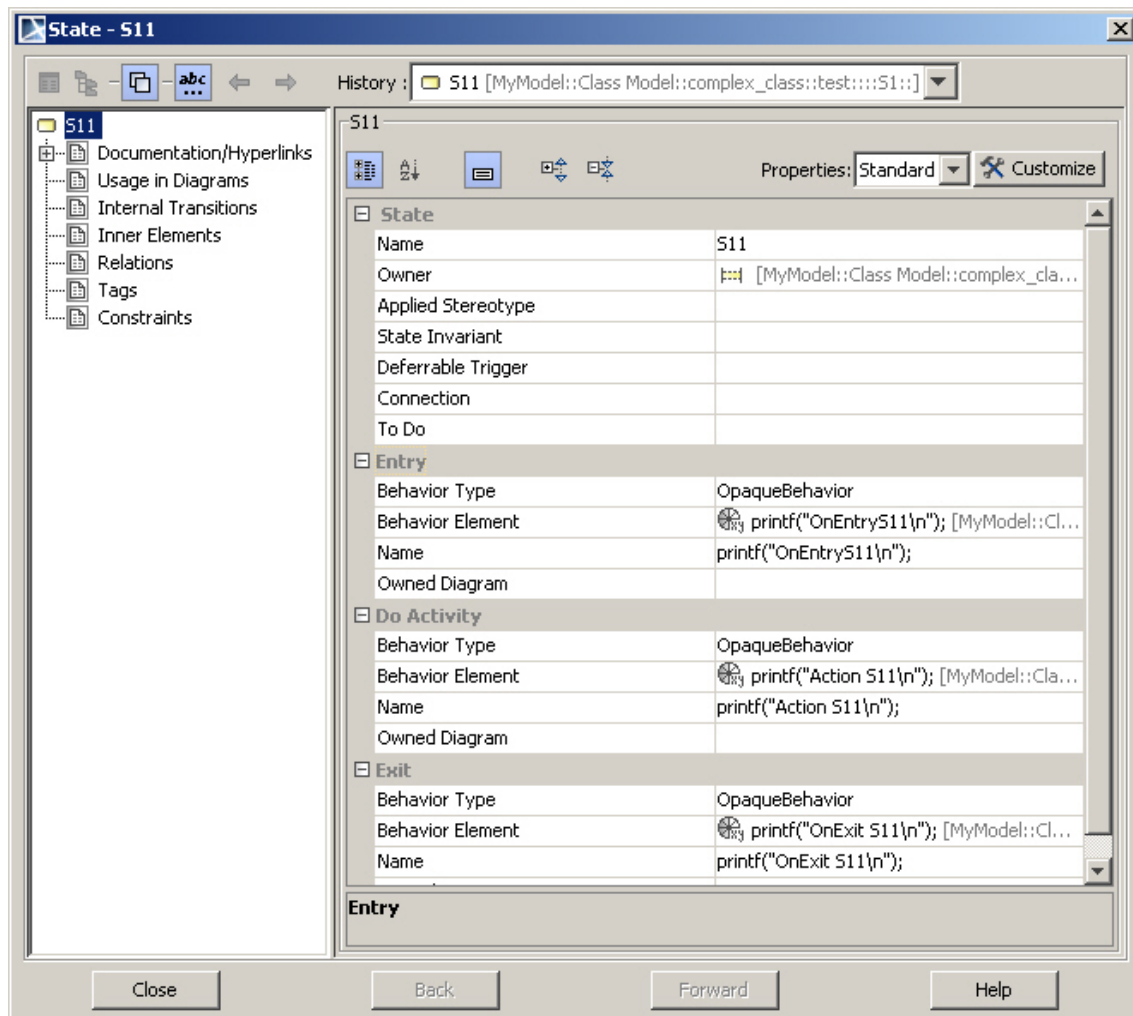 State - S11
abc
...
History : S11 [MyModel::Class Model::complex_class::test::::S1::]
S11
Documentation/Hyperlinks
Usage in Diagrams
Internal Transitions
Inner Elements
Relations
Tags
Constraints
S11
Properties: Standard Customize
State
Name S11
Owner [MyModel::Class Model::complex_cla...
Applied Stereotype
State Invariant
Deferrable Trigger
Connection
To Do
Entry
Behavior Type OpaqueBehavior
Behavior Element printf("OnEntryS11\n"); [MyModel::Cl...
Name printf("OnEntryS11\n");
Owned Diagram
Do Activity
Behavior Type OpaqueBehavior
Behavior Element printf("Action S11\n"); [MyModel::Cla...
Name printf("Action S11\n");
Owned Diagram
Exit
Behavior Type OpaqueBehavior
Behavior Element printf("OnExit S11\n"); [MyModel::Cl...
Name printf("OnExit S11\n");
Entry
Close Back Forward Help